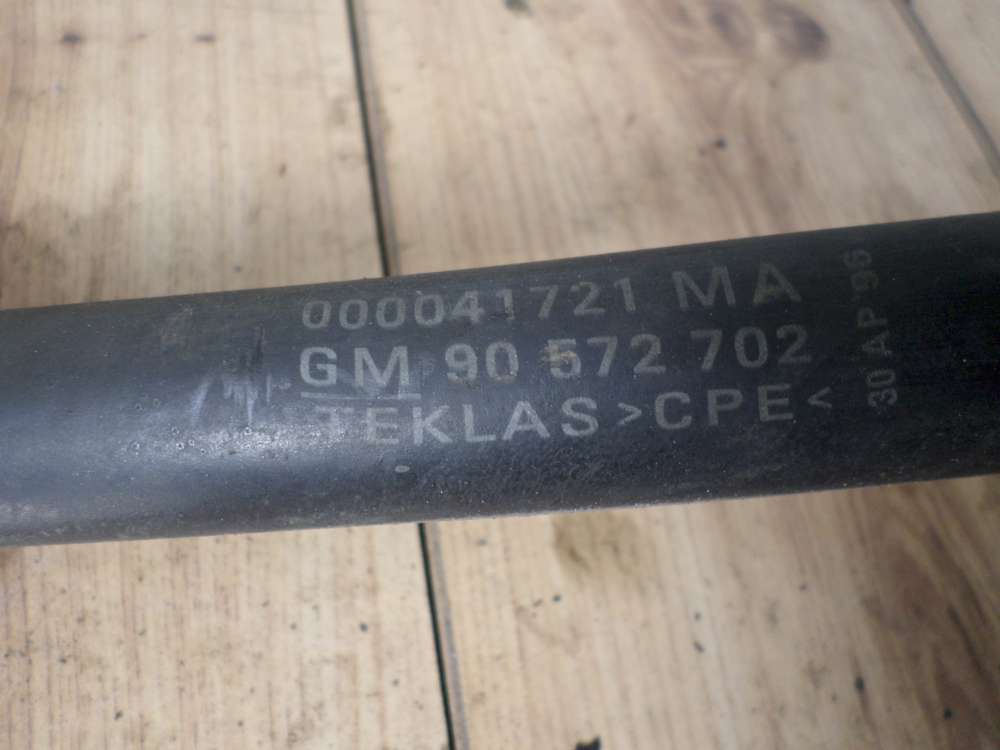 000041721 MA
GM 90 572 702
TEKLAS >CPE<
30 AP '96